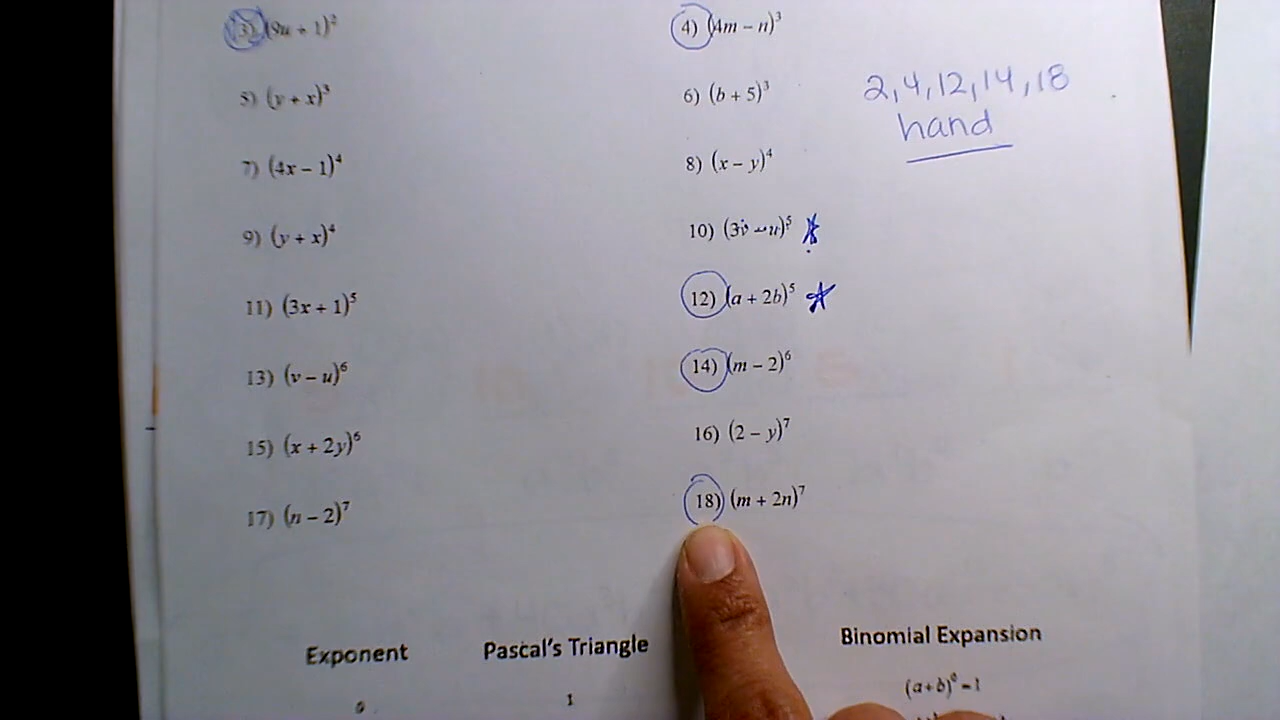 3) (9u + 1)² 4) (4m − n)³
5) (y + x)³ 6) (b + 5)³
2, 4, 12, 14, 18
hand
7) (4x − 1)⁴ 8) (x − y)⁴
9) (y + x)⁴ 10) (3v − u)⁵
11) (3x + 1)⁵ 12) (a + 2b)⁵
13) (v − u)⁶ 14) (m − 2)⁶
15) (x + 2y)⁶ 16) (2 − y)⁷
17) (n − 2)⁷ 18) (m + 2n)⁷
Exponent Pascal's Triangle Binomial Expansion
0 1 (a+b)⁰ = 1